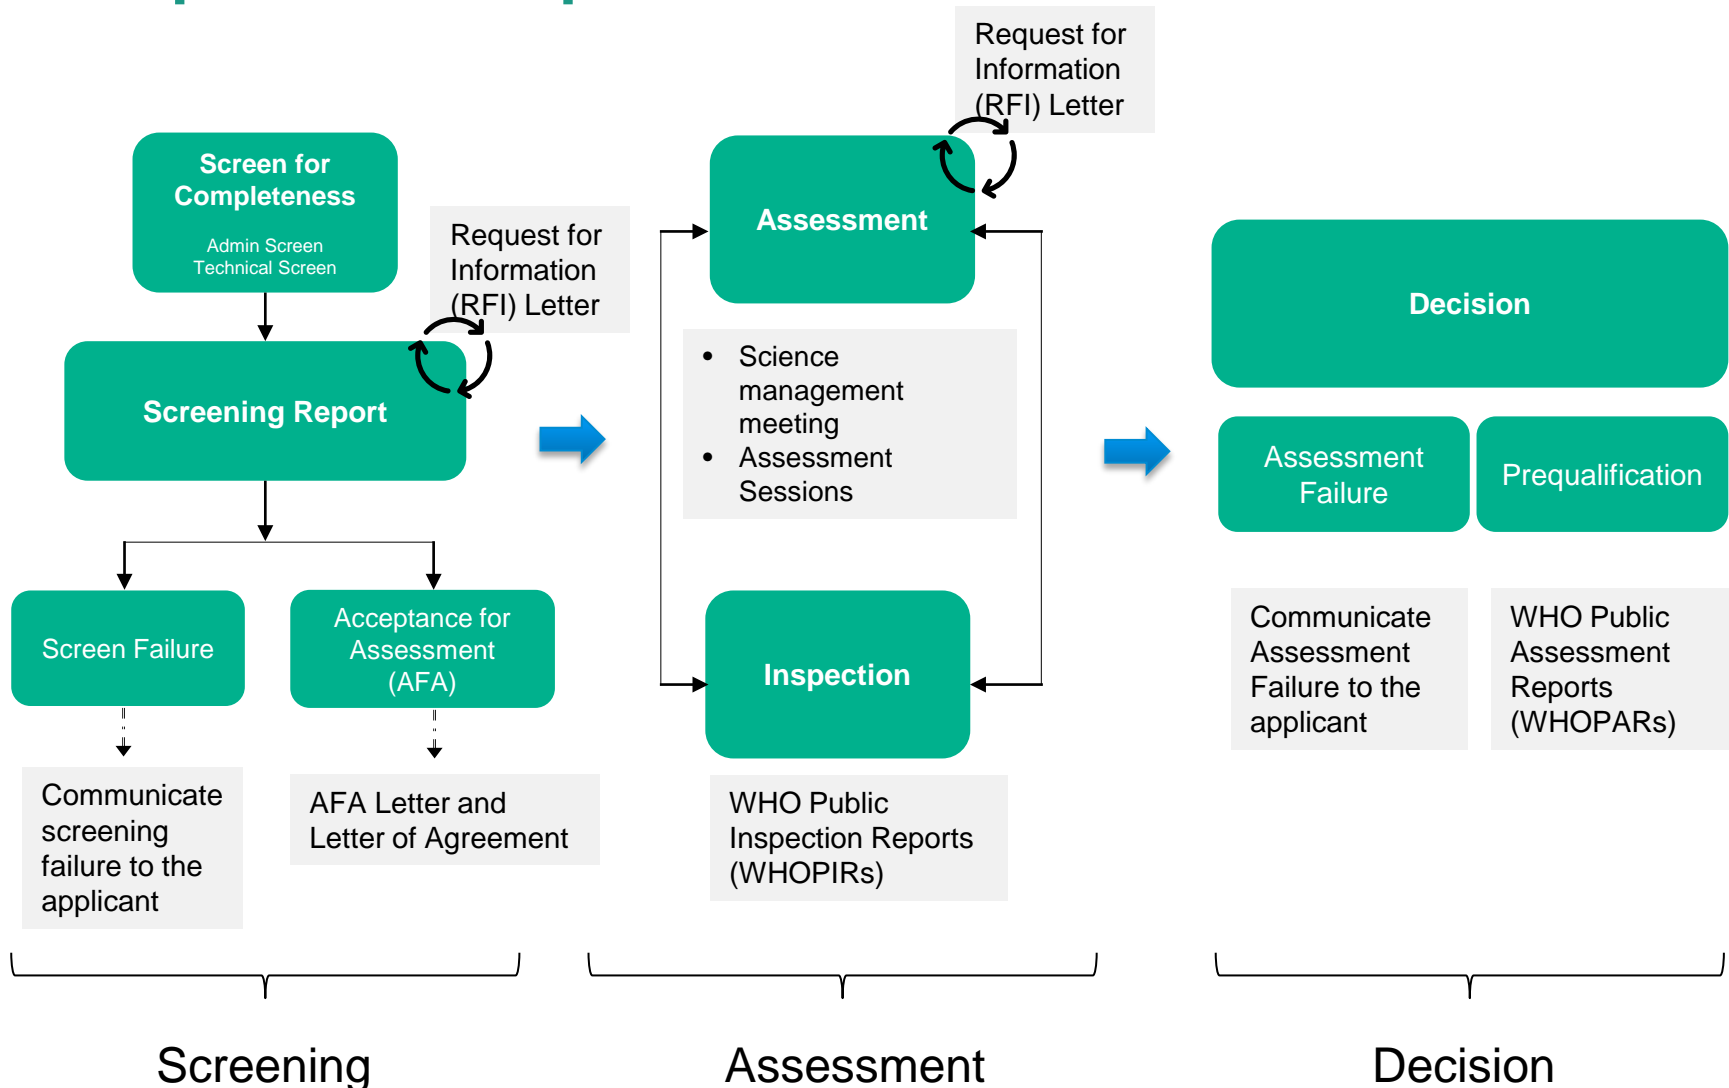 Screen for
Completeness
Admin Screen
Technical Screen
Request for
Information
(RFI) Letter
Screening Report
Screen Failure
Acceptance for
Assessment
(AFA)
Communicate
screening
failure to the
applicant
AFA Letter and
Letter of Agreement
Screening
Request for
Information
(RFI) Letter
Assessment
• Science
management
meeting
• Assessment
Sessions
Inspection
WHO Public
Inspection Reports
(WHOPIRs)
Assessment
Decision
Assessment
Failure
Prequalification
Communicate
Assessment
Failure to the
applicant
WHO Public
Assessment
Reports
(WHOPARs)
Decision